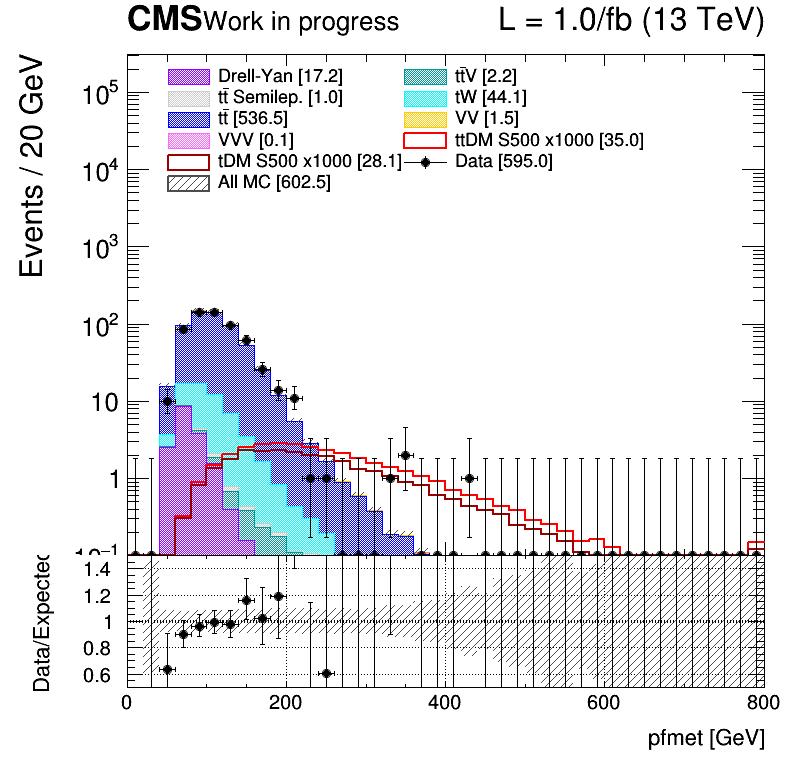 CMS Work in progress L = 1.0/fb (13 TeV)
Events / 20 GeV
Drell-Yan [17.2] tt̄V [2.2]
tt̄ Semilep. [1.0] tW [44.1]
tt̄ [536.5] VV [1.5]
VVV [0.1] ttDM S500 x1000 [35.0]
tDM S500 x1000 [28.1] Data [595.0]
All MC [602.5]
10⁵
10⁴
10³
10²
10
1
10⁻¹
Data/Expected
1.4
1.2
1
0.8
0.6
0 200 400 600 800
pfmet [GeV]